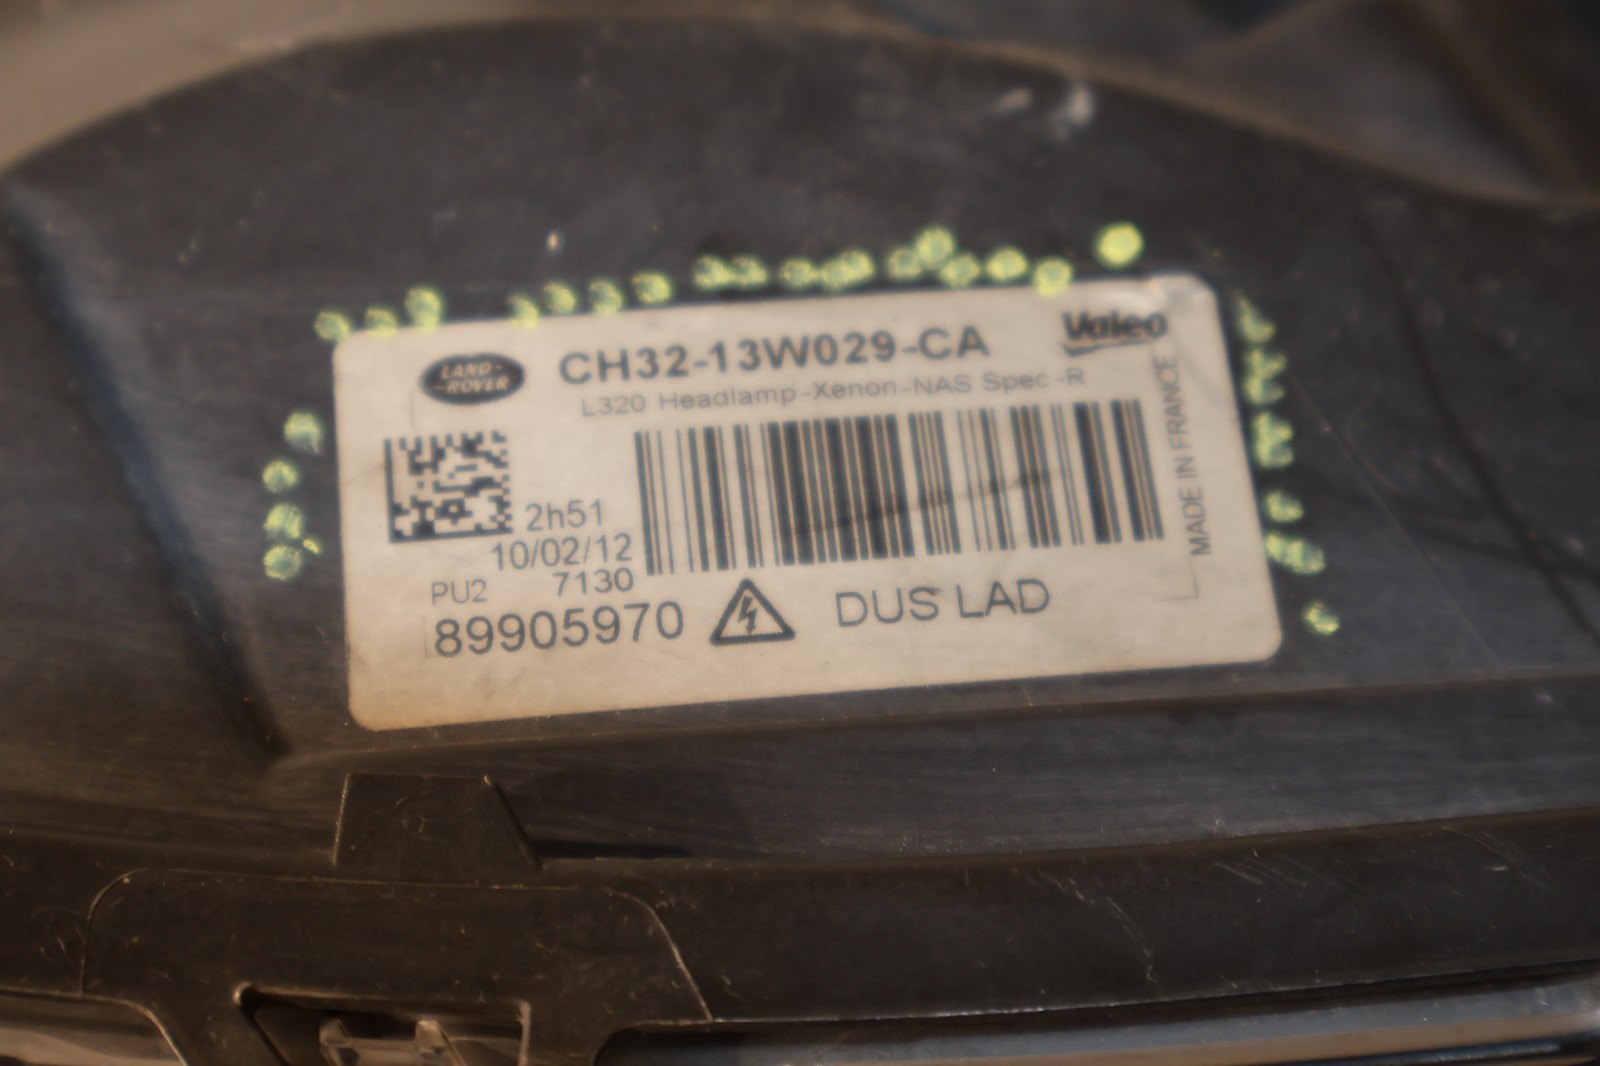 LAND-
-ROVER
CH32-13W029-CA
Valeo
L320 Headlamp-Xenon-NAS Spec -R
MADE IN FRANCE
2h51
10/02/12
PU2 7130
89905970
DUS LAD